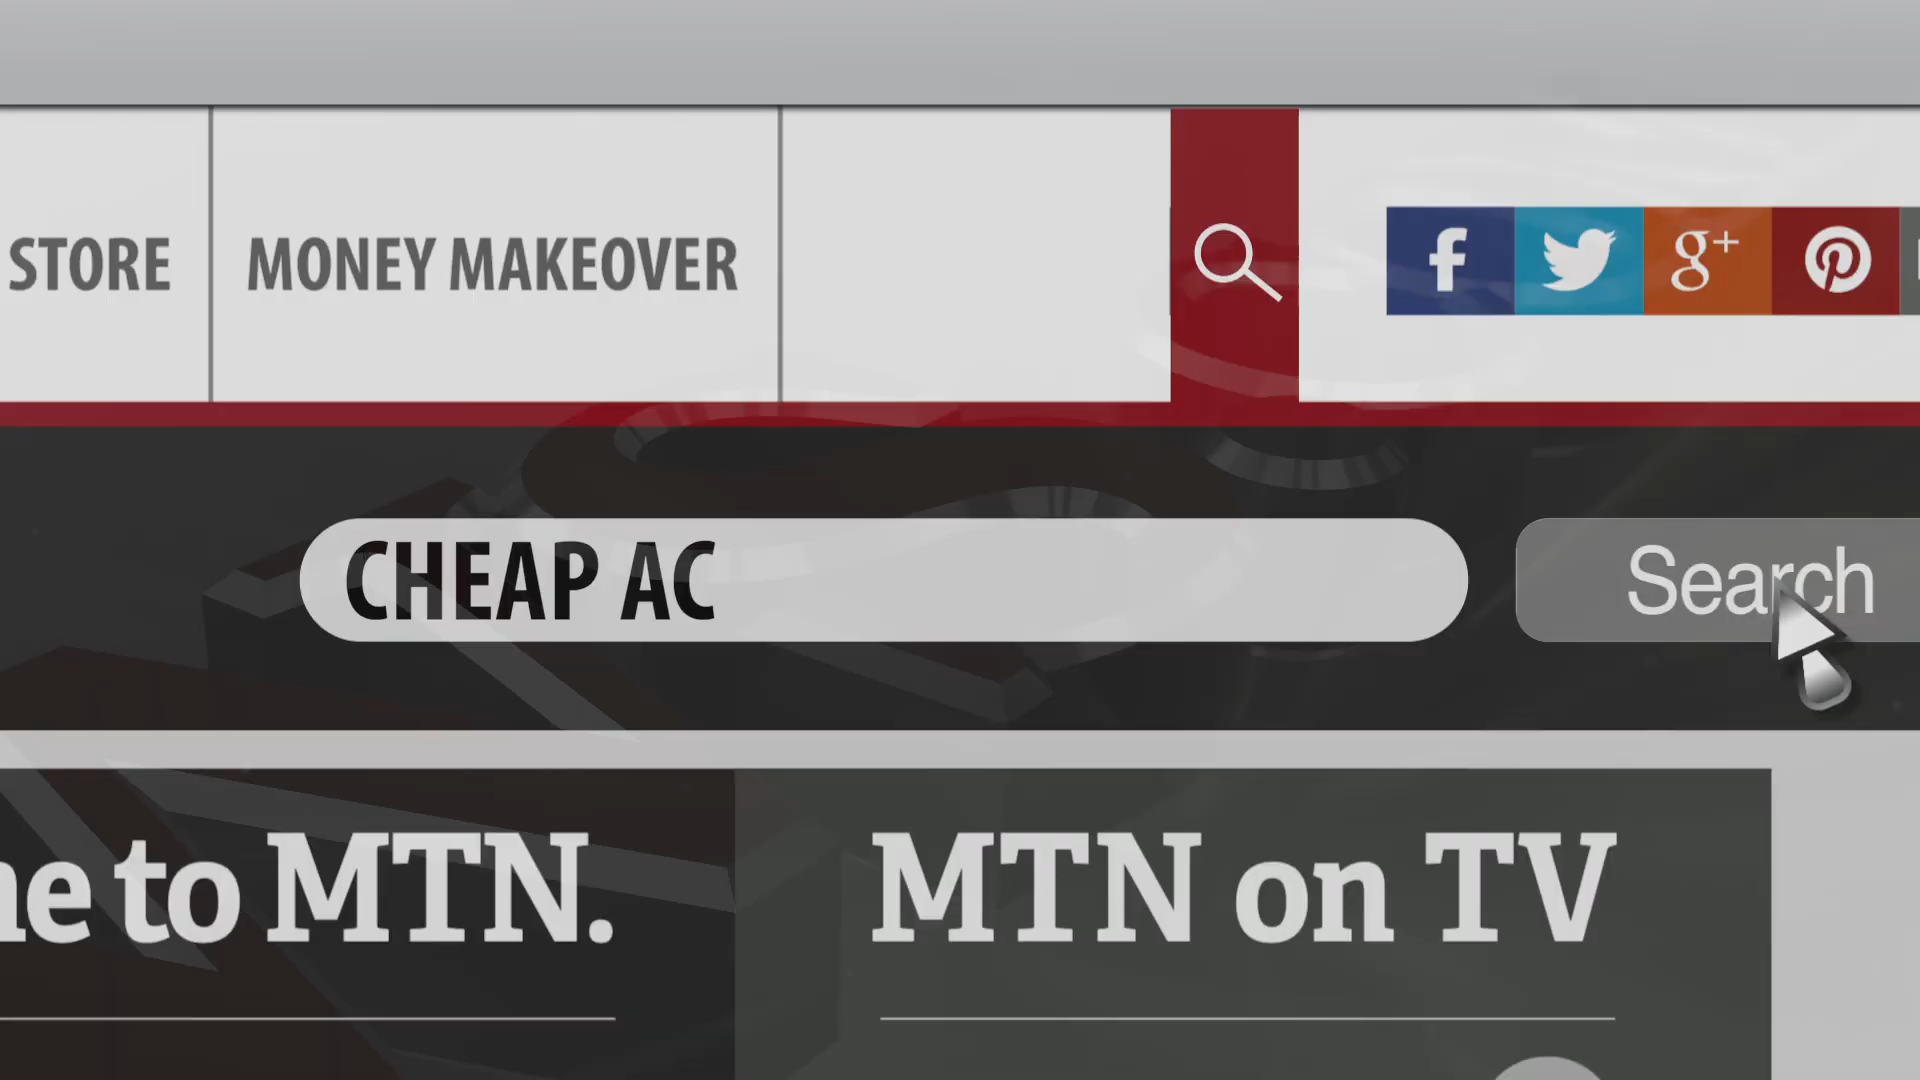 STORE
MONEY MAKEOVER
f
g+
CHEAP AC
Search
to MTN.
MTN on TV